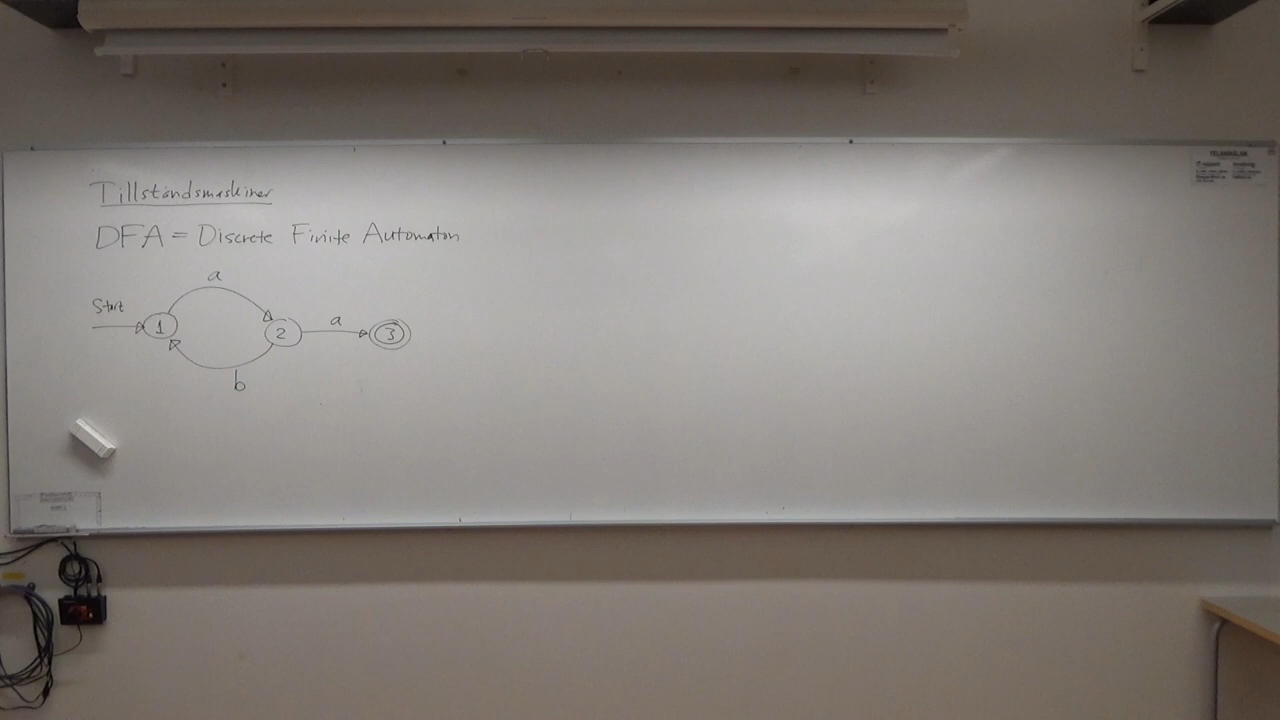 Tillståndsmaskiner
DFA = Discrete Finite Automaton
a
Start
1
2
a
3
b